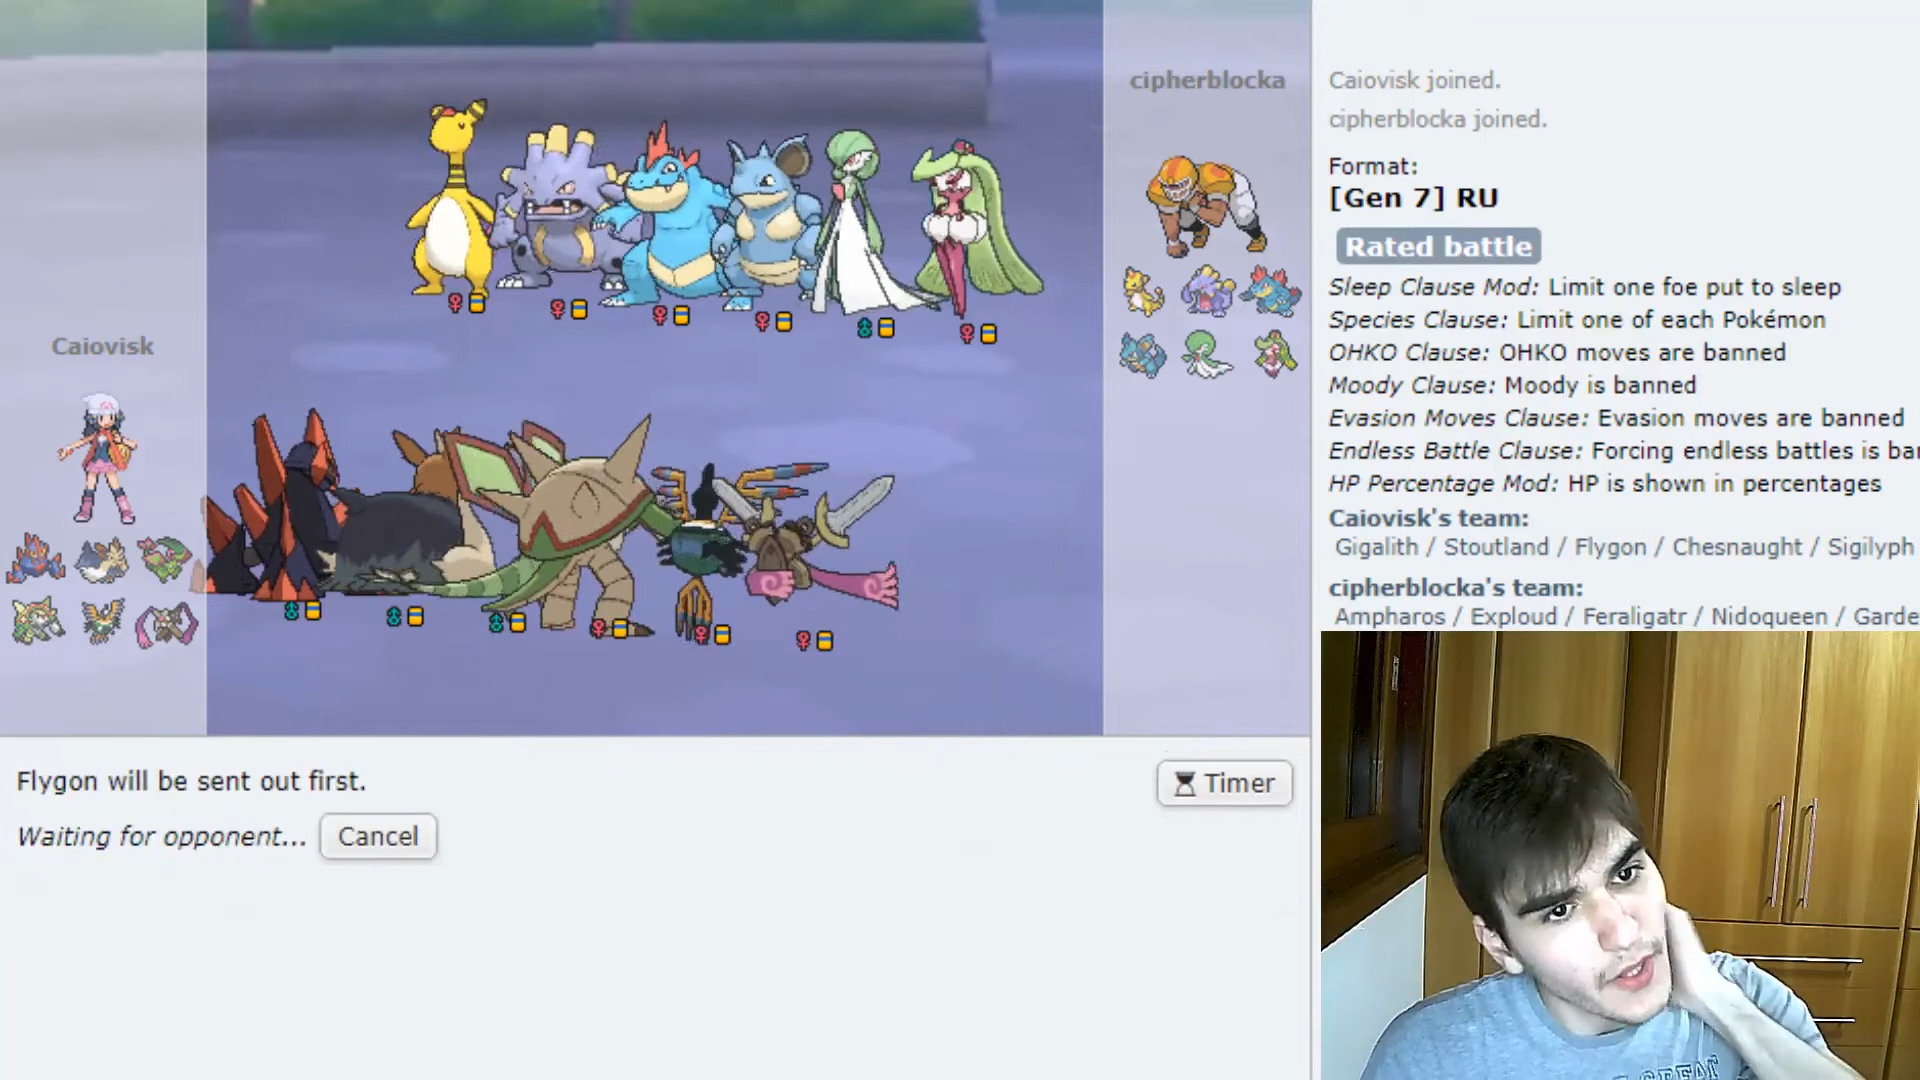 cipherblocka
Caiovisk
Caiovisk joined.
cipherblocka joined.
Format:
[Gen 7] RU
Rated battle
Sleep Clause Mod: Limit one foe put to sleep
Species Clause: Limit one of each Pokémon
OHKO Clause: OHKO moves are banned
Moody Clause: Moody is banned
Evasion Moves Clause: Evasion moves are banned
Endless Battle Clause: Forcing endless battles is ban
HP Percentage Mod: HP is shown in percentages
Caiovisk's team:
Gigalith / Stoutland / Flygon / Chesnaught / Sigilyph
cipherblocka's team:
Ampharos / Exploud / Feraligatr / Nidoqueen / Garde
Flygon will be sent out first.
Timer
Waiting for opponent... Cancel